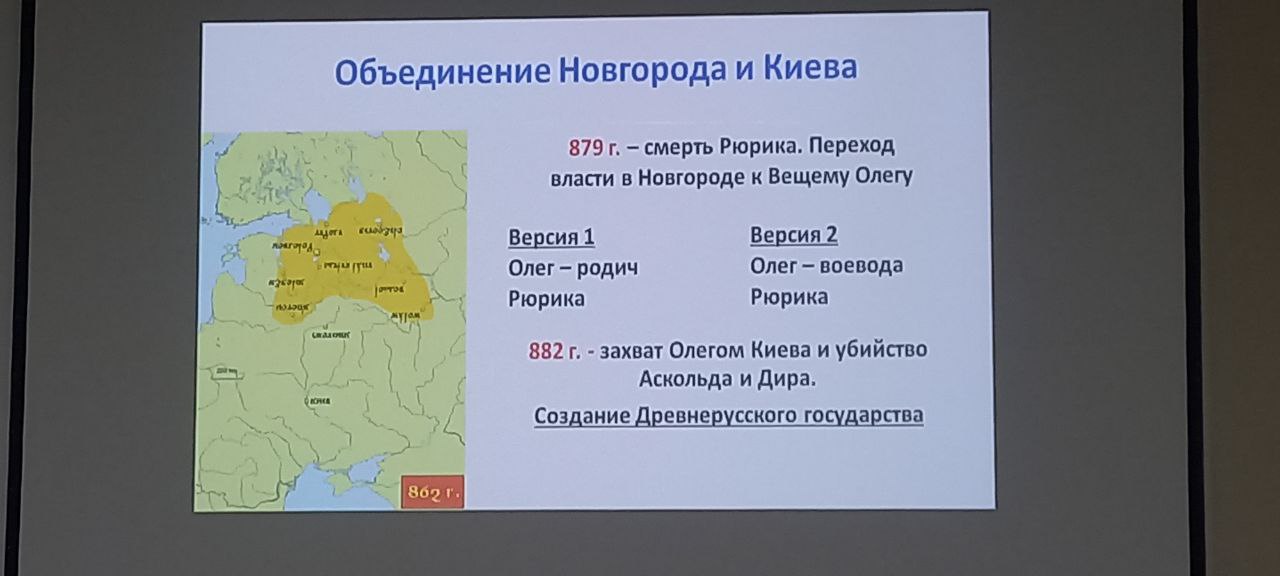 Объединение Новгорода и Киева
879 г. – смерть Рюрика. Переход
власти в Новгороде к Вещему Олегу
Версия 1
Олег – родич
Рюрика
Версия 2
Олег – воевода
Рюрика
882 г. - захват Олегом Киева и убийство
Аскольда и Дира.
Создание Древнерусского государства
862 г.